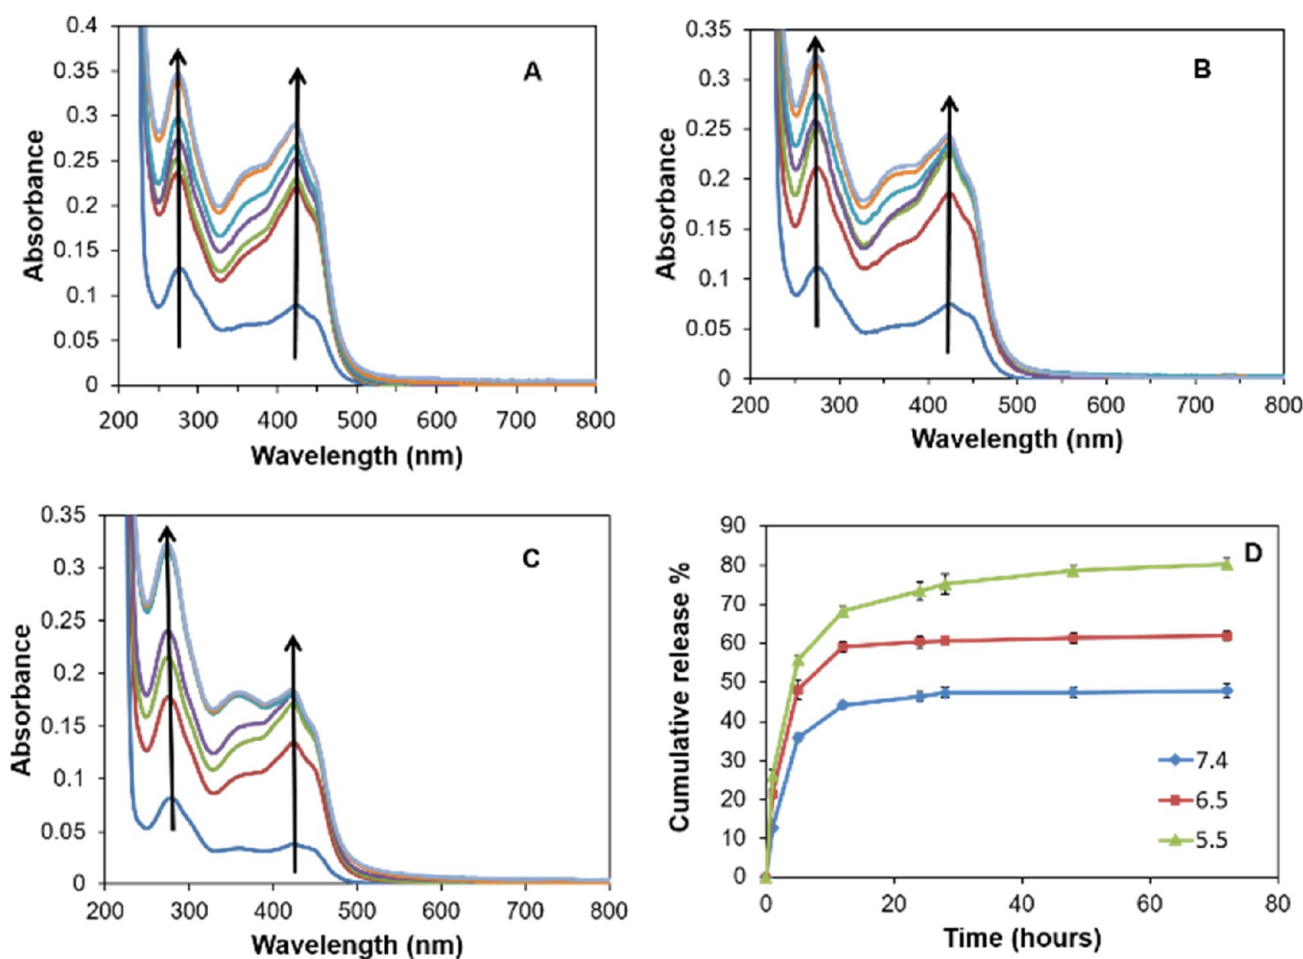 A
Absorbance
0.4
0.35
0.3
0.25
0.2
0.15
0.1
0.05
0
200 300 400 500 600 700 800
Wavelength (nm)
B
Absorbance
0.35
0.3
0.25
0.2
0.15
0.1
0.05
0
200 300 400 500 600 700 800
Wavelength (nm)
C
Absorbance
0.35
0.3
0.25
0.2
0.15
0.1
0.05
0
200 300 400 500 600 700 800
Wavelength (nm)
D
Cumulative release %
90
80
70
60
50
40
30
20
10
0
7.4
6.5
5.5
0 20 40 60 80
Time (hours)